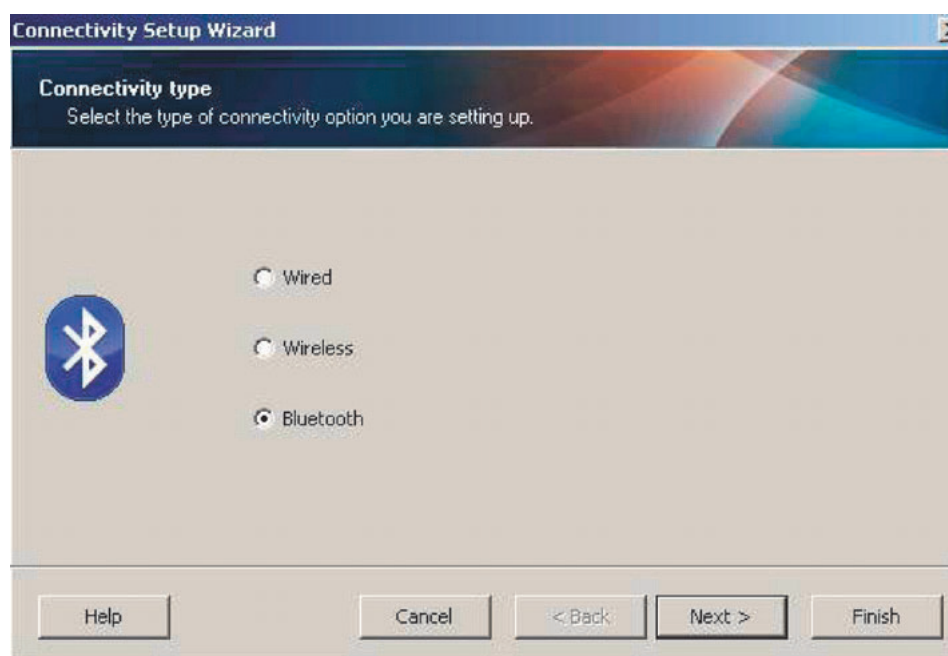 Connectivity Setup Wizard
Connectivity type
Select the type of connectivity option you are setting up.
Wired
Wireless
Bluetooth
Help Cancel < Back Next > Finish